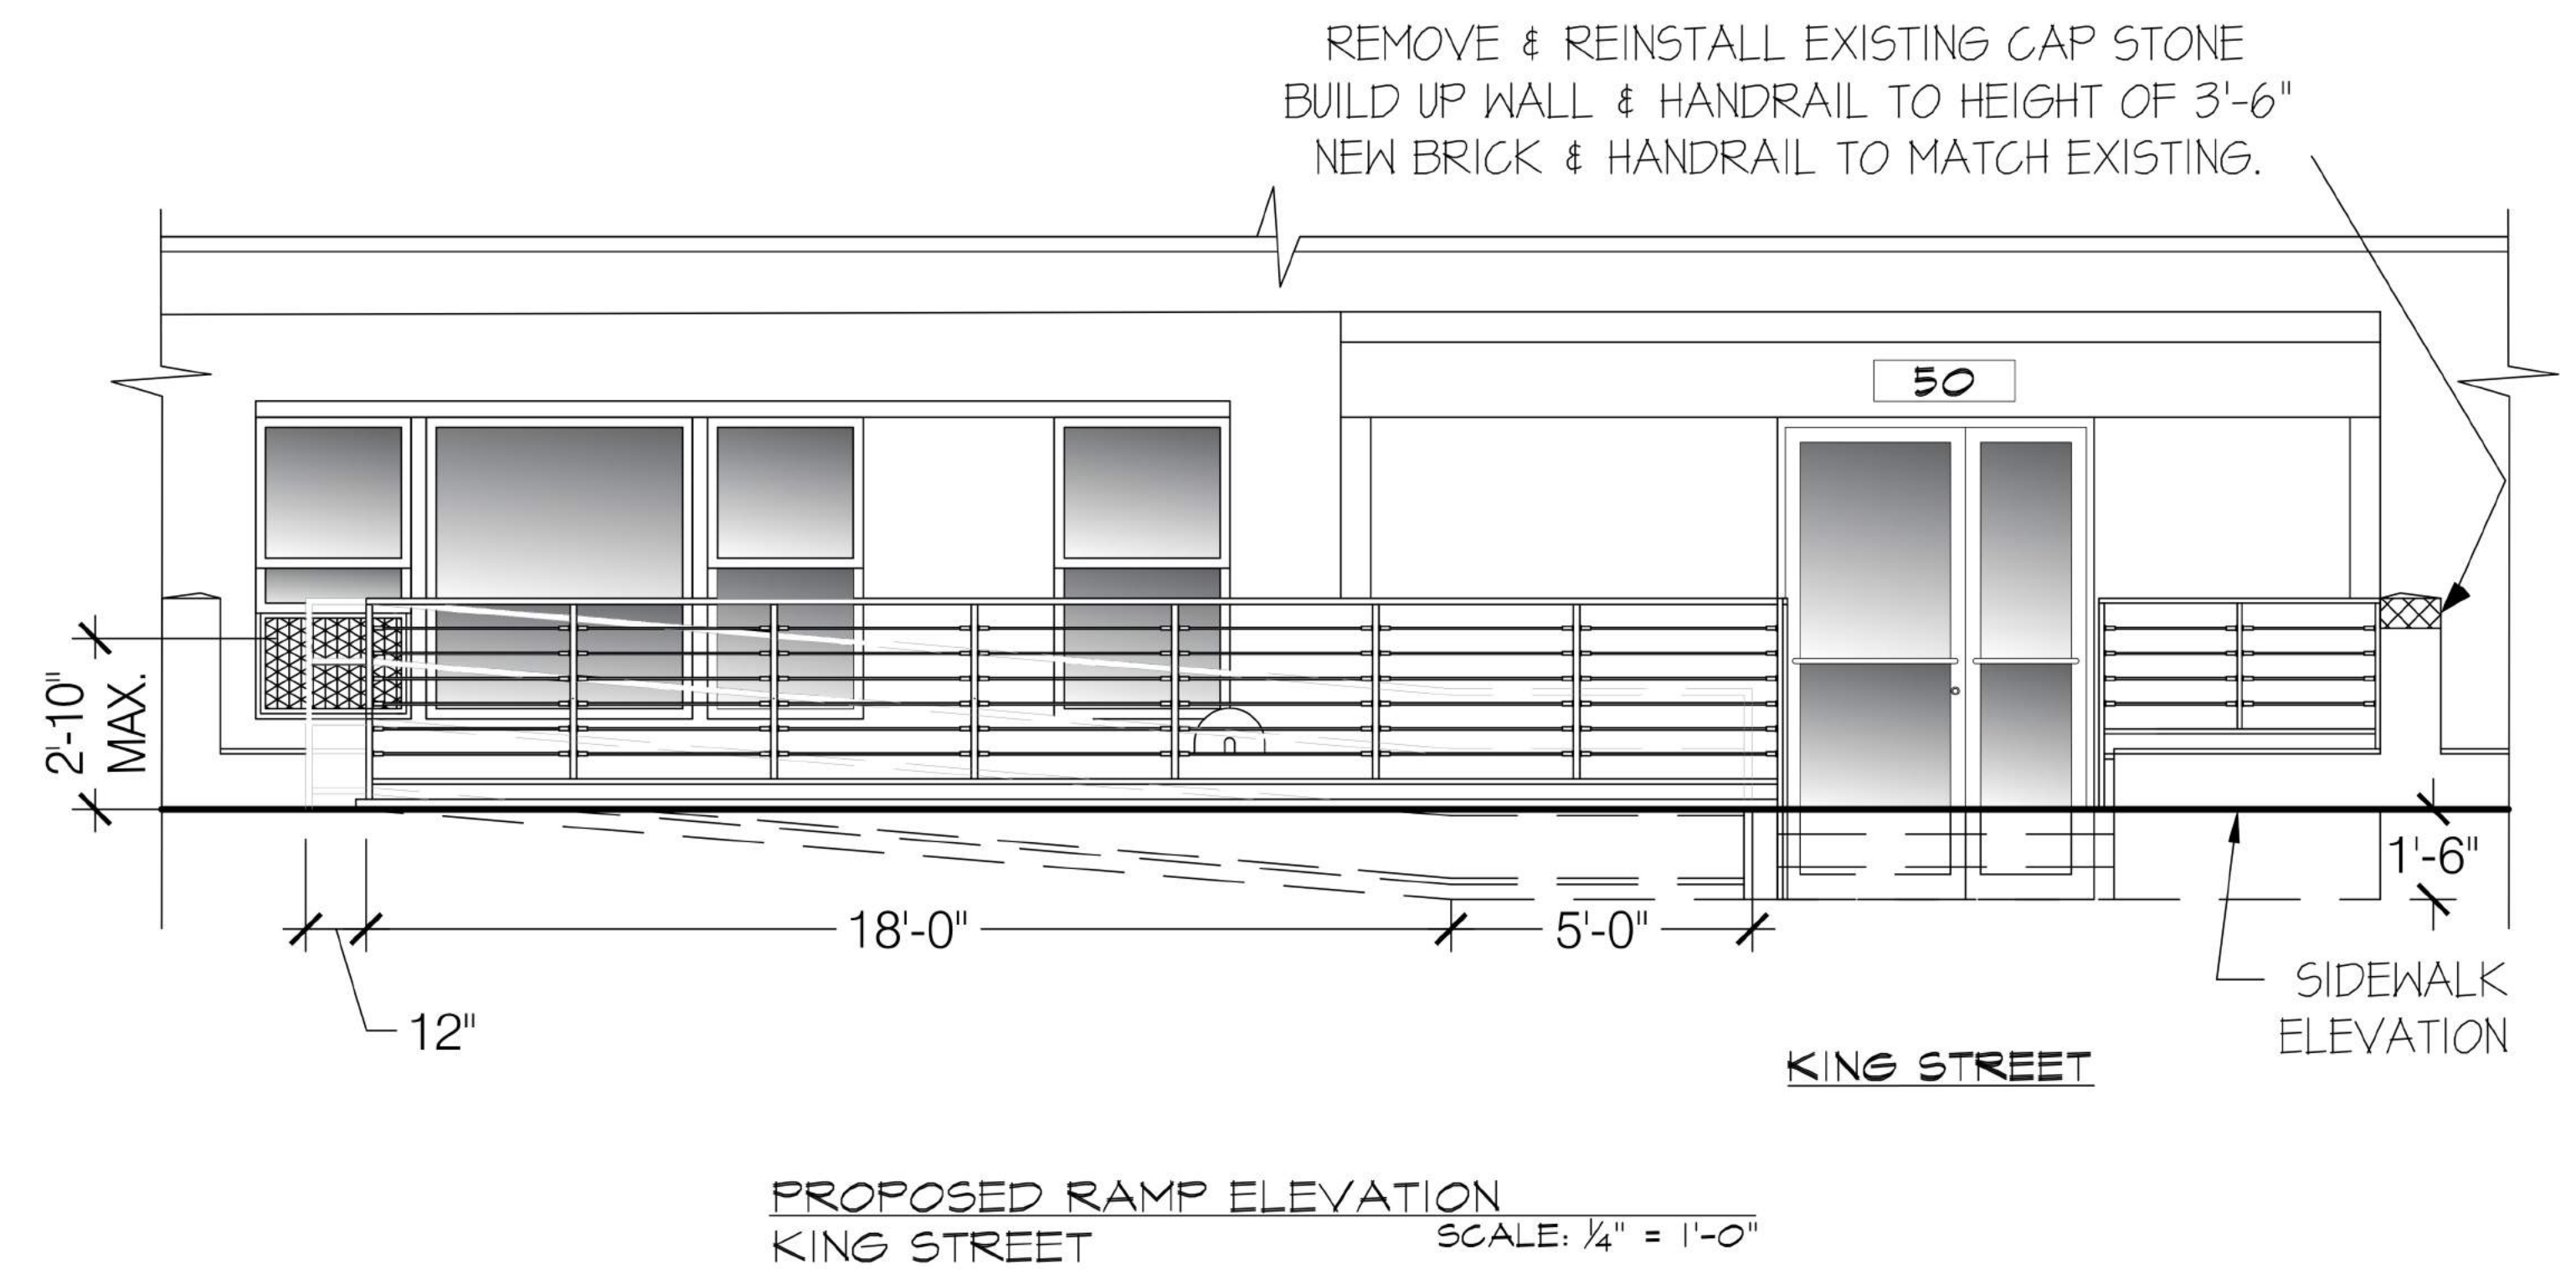 REMOVE & REINSTALL EXISTING CAP STONE
BUILD UP WALL & HANDRAIL TO HEIGHT OF 3'-6"
NEW BRICK & HANDRAIL TO MATCH EXISTING.
50
2'-10"
MAX.
1'-6"
18'-0"
5'-0"
12"
SIDEWALK
ELEVATION
KING STREET
PROPOSED RAMP ELEVATION
KING STREET
SCALE: ¼" = 1'-0"